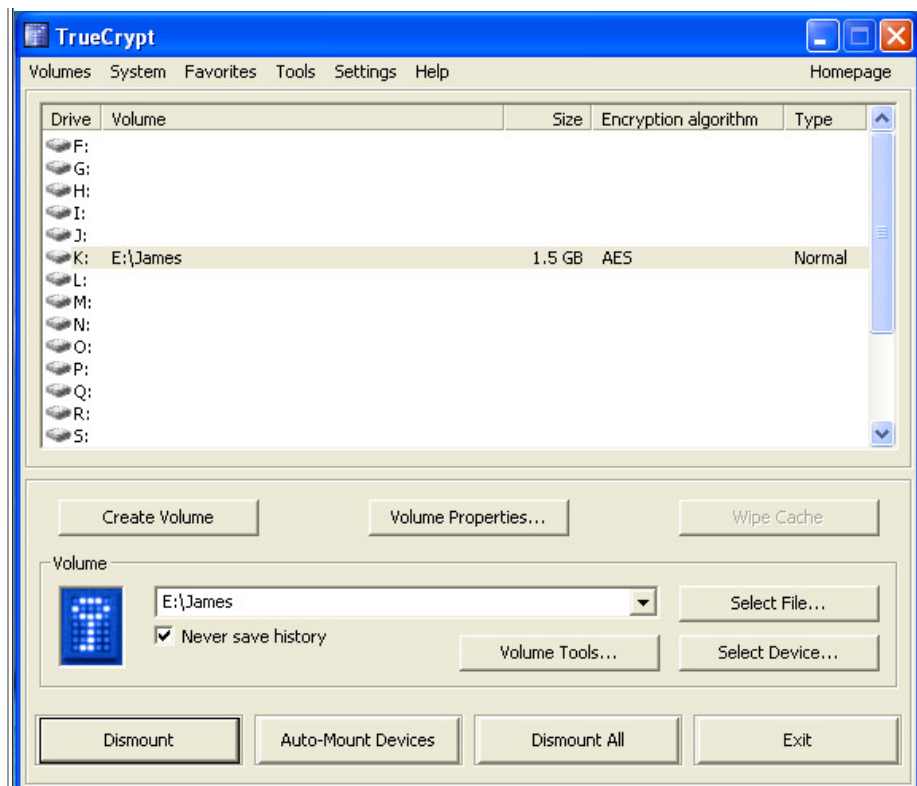 TrueCrypt
Volumes System Favorites Tools Settings Help Homepage
Drive Volume Size Encryption algorithm Type
F:
G:
H:
I:
J:
K: E:\James 1.5 GB AES Normal
L:
M:
N:
O:
P:
Q:
R:
S:
Create Volume Volume Properties... Wipe Cache
Volume
E:\James Select File...
Never save history
Volume Tools... Select Device...
Dismount Auto-Mount Devices Dismount All Exit